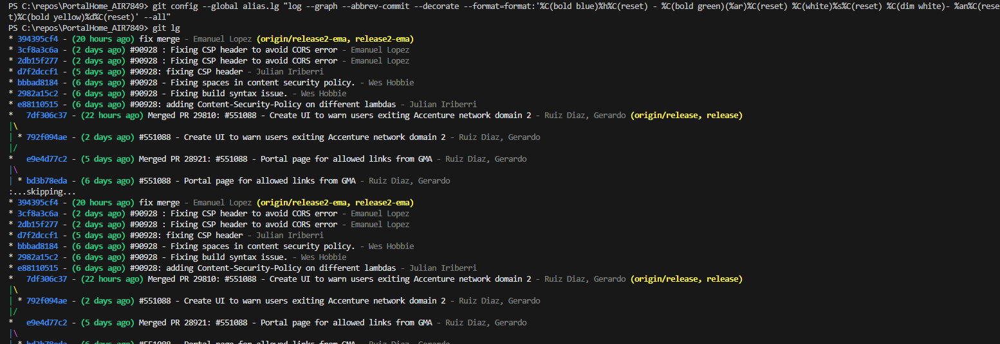 PS C:\repos\PortalHome_AIR7849> git config --global alias.lg "log --graph --abbrev-commit --decorate --format=format:'%C(bold blue)%h%C(reset) - %C(bold green)(%ar)%C(reset) %C(white)%s%C(reset) %C(dim white)- %an%C(rese
t)%C(bold yellow)%d%C(reset)' --all"
PS C:\repos\PortalHome_AIR7849> git lg
* 394395cf4 - (20 hours ago) fix merge - Emanuel Lopez (origin/release2-ema, release2-ema)
* 3cf8a3c6a - (2 days ago) #90928 : Fixing CSP header to avoid CORS error - Emanuel Lopez
* 2db15f277 - (2 days ago) #90928 : Fixing CSP header to avoid CORS error - Emanuel Lopez
* d7f2dccf1 - (5 days ago) #90928: fixing CSP header - Julian Iriberri
* bbbad8184 - (6 days ago) #90928 - Fixing spaces in content security policy. - Wes Hobbie
* 2982a15c2 - (6 days ago) #90928 - Fixing build syntax issue. - Wes Hobbie
* e88110515 - (6 days ago) #90928: adding Content-Security-Policy on different lambdas - Julian Iriberri
*   7df306c37 - (22 hours ago) Merged PR 29810: #551088 - Create UI to warn users exiting Accenture network domain 2 - Ruiz Diaz, Gerardo (origin/release, release)
|\
| * 792f094ae - (2 days ago) #551088 - Create UI to warn users exiting Accenture network domain 2 - Ruiz Diaz, Gerardo
|/
*   e9e4d77c2 - (5 days ago) Merged PR 28921: #551088 - Portal page for allowed links from GMA - Ruiz Diaz, Gerardo
|\
| * bd3b78eda - (6 days ago) #551088 - Portal page for allowed links from GMA - Ruiz Diaz, Gerardo
:...skipping...
* 394395cf4 - (20 hours ago) fix merge - Emanuel Lopez (origin/release2-ema, release2-ema)
* 3cf8a3c6a - (2 days ago) #90928 : Fixing CSP header to avoid CORS error - Emanuel Lopez
* 2db15f277 - (2 days ago) #90928 : Fixing CSP header to avoid CORS error - Emanuel Lopez
* d7f2dccf1 - (5 days ago) #90928: fixing CSP header - Julian Iriberri
* bbbad8184 - (6 days ago) #90928 - Fixing spaces in content security policy. - Wes Hobbie
* 2982a15c2 - (6 days ago) #90928 - Fixing build syntax issue. - Wes Hobbie
* e88110515 - (6 days ago) #90928: adding Content-Security-Policy on different lambdas - Julian Iriberri
*   7df306c37 - (22 hours ago) Merged PR 29810: #551088 - Create UI to warn users exiting Accenture network domain 2 - Ruiz Diaz, Gerardo (origin/release, release)
|\
| * 792f094ae - (2 days ago) #551088 - Create UI to warn users exiting Accenture network domain 2 - Ruiz Diaz, Gerardo
|/
*   e9e4d77c2 - (5 days ago) Merged PR 28921: #551088 - Portal page for allowed links from GMA - Ruiz Diaz, Gerardo
|\
| * bd3b78eda - (6 days ago) #551088 - Portal page for allowed links from GMA - Ruiz Diaz, Gerardo